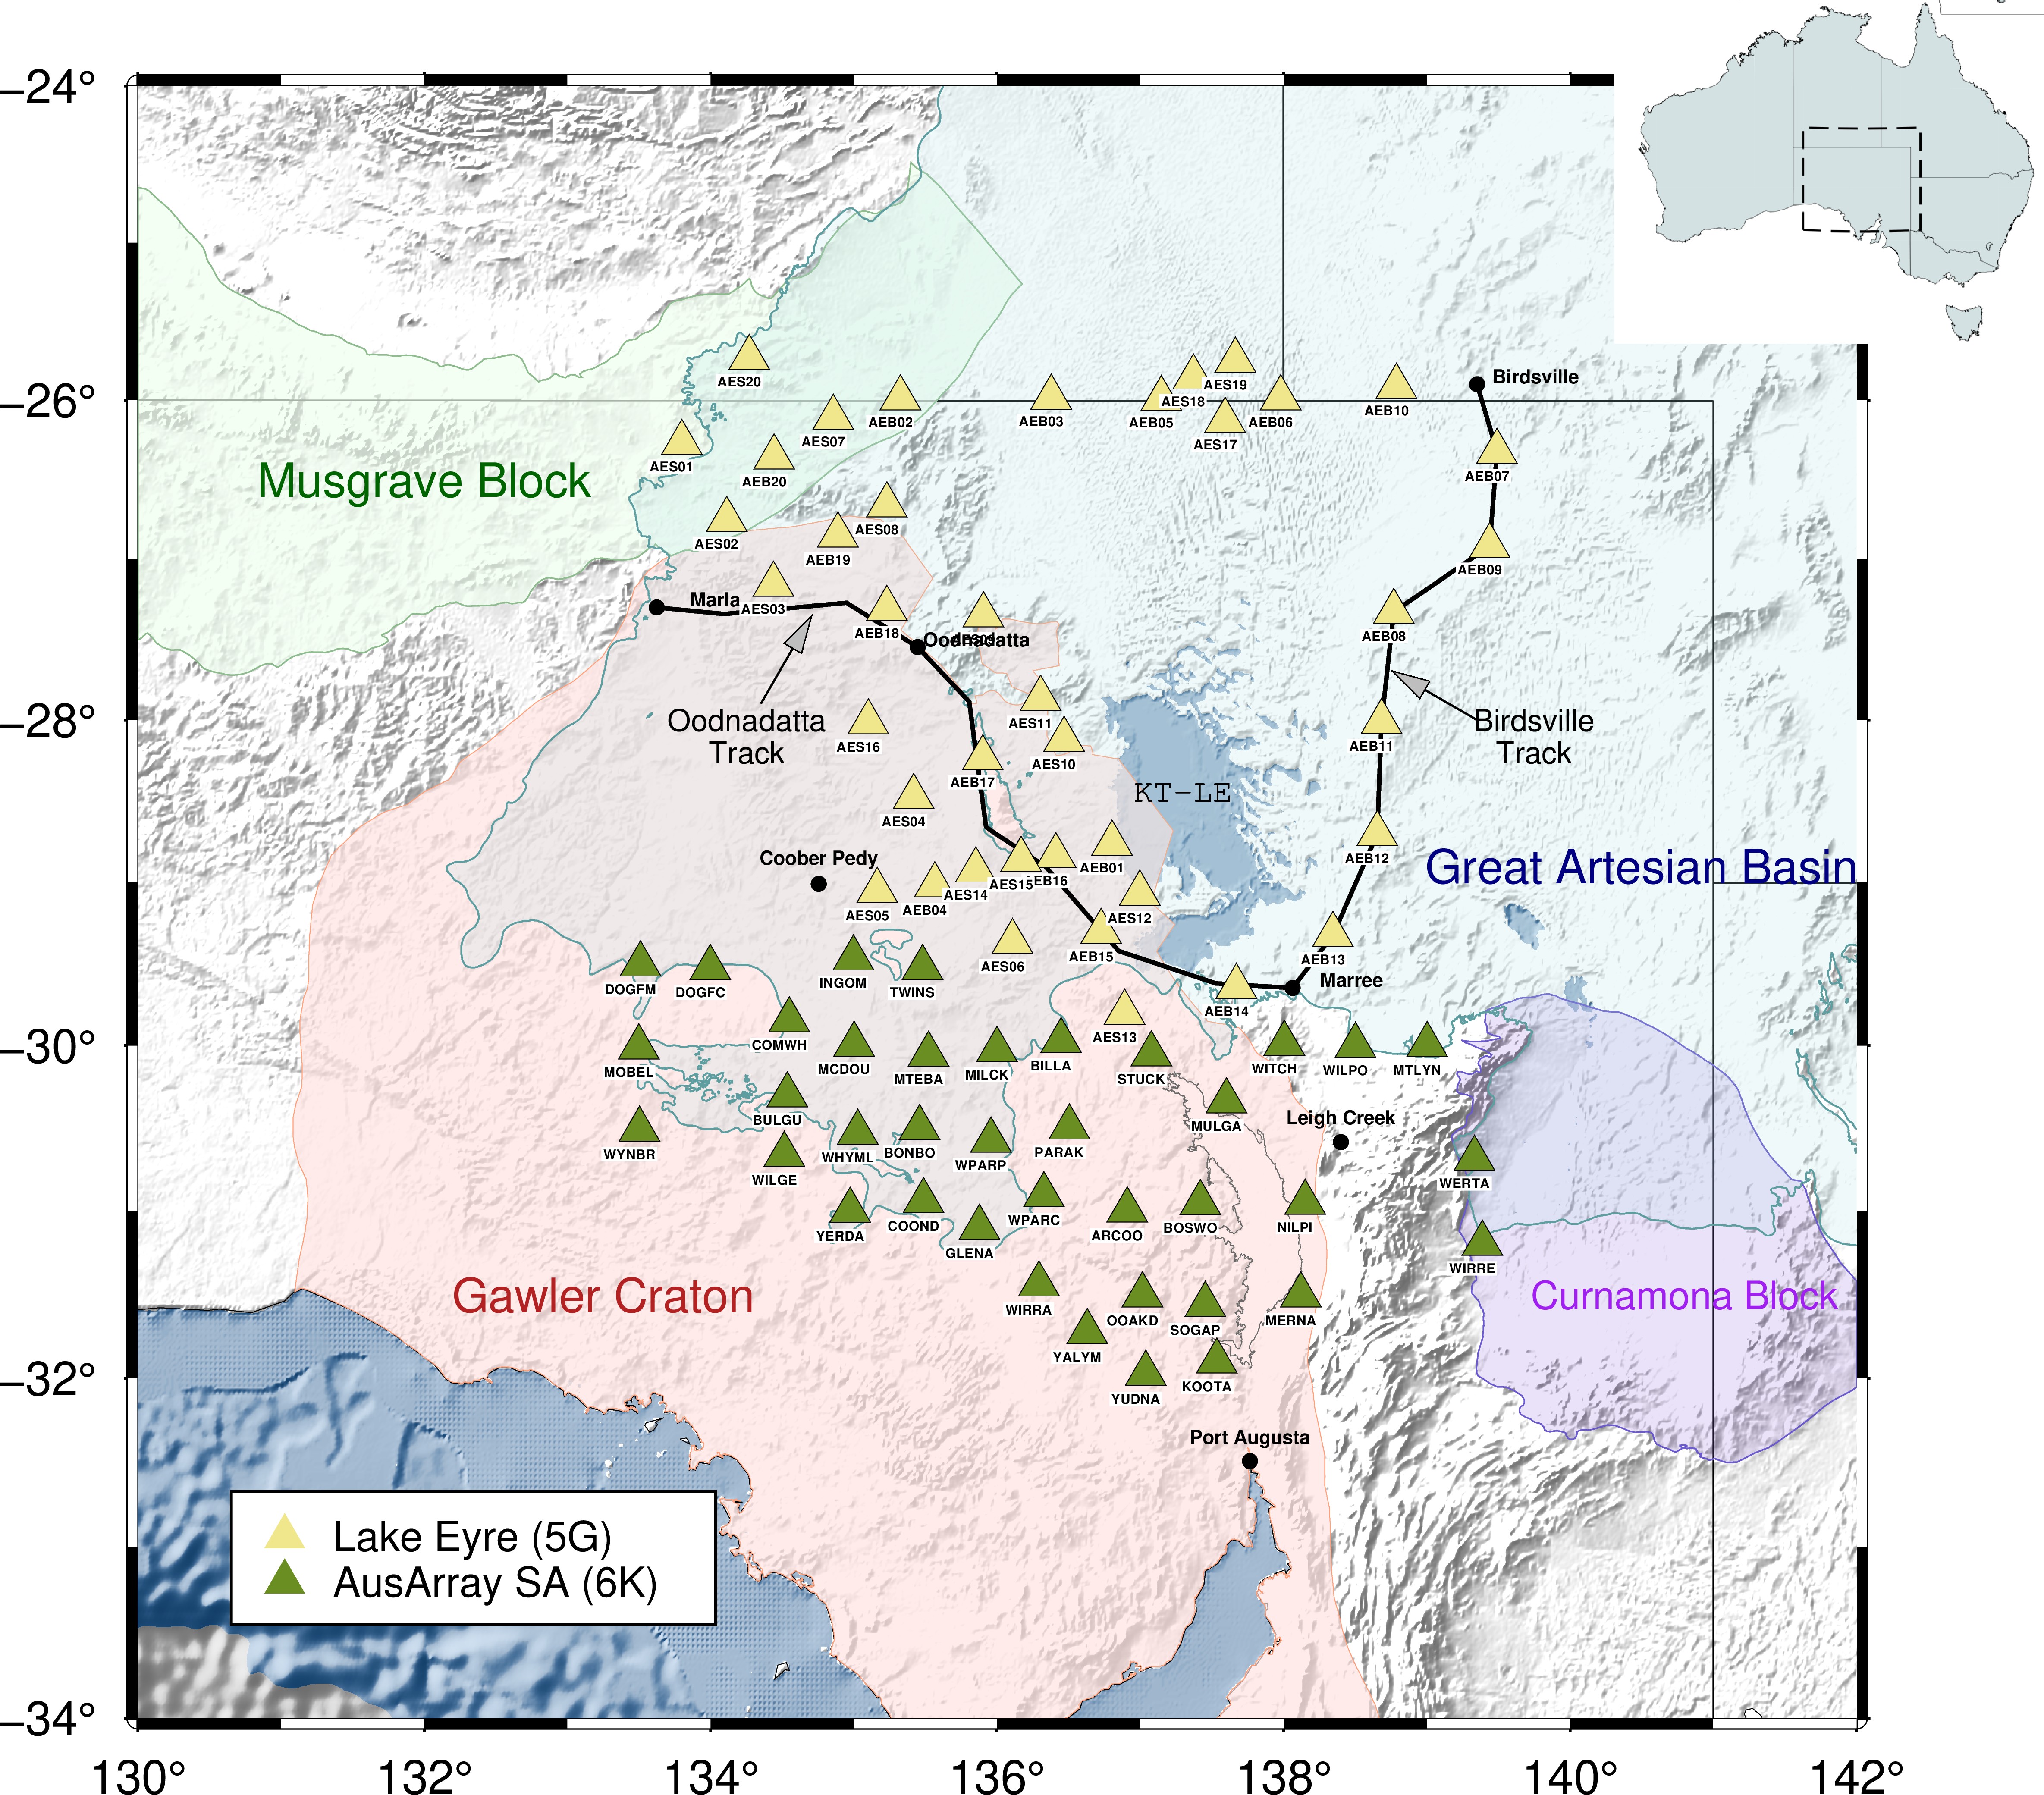 −24°
AES20
AES19
Birdsville
AES18
−26°
AEB02
AEB03
AEB05
AEB06
AEB10
AES07
AES17
AES01
AEB20
AEB07
Musgrave Block
AES02
AES08
AEB19
AEB09
Marla
AES03
AEB18
Oodnadatta
AEB08
Oodnadatta
Track
AES11
−28°
Birdsville
Track
AES16
AEB17
AES10
AEB11
KT−LE
AES04
Coober Pedy
AEB12
Great Artesian Basin
AEB01
AES15
AEB16
AES14
AEB04
AES05
AES12
AES06
AEB15
AEB13
DOGFM
DOGFC
INGOM
TWINS
Marree
AEB14
AES13
−30°
COMWH
MOBEL
MCDOU
MTEBA
MILCK
BILLA
STUCK
WITCH
WILPO
MTLYN
BULGU
MULGA
Leigh Creek
WYNBR
WHYML
BONBO
WPARP
PARAK
WILGE
WERTA
YERDA
COOND
WPARC
ARCOO
BOSWO
NILPI
GLENA
WIRRE
Gawler Craton
Curnamona Block
WIRRA
OOAKD
SOGAP
MERNA
YALYM
−32°
YUDNA
KOOTA
Port Augusta
Lake Eyre (5G)
AusArray SA (6K)
−34°
130°
132°
134°
136°
138°
140°
142°